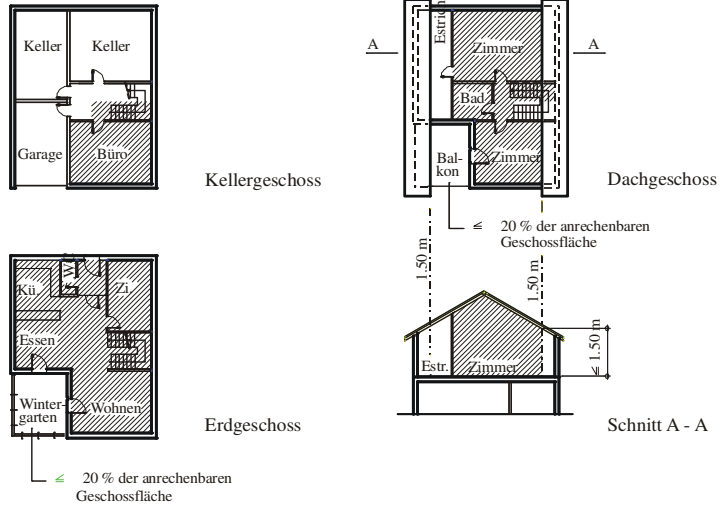 Keller
Keller
Garage
Büro
Kellergeschoss
Estrich
A
Zimmer
A
Bad
Bal-
kon
Zimmer
Dachgeschoss
≤ 20 % der anrechenbaren
Geschossfläche
1.50 m
1.50 m
≤ 1.50 m
Estr.
Zimmer
Schnitt A - A
Kü.
Zi.
Essen
Winter-
garten
Wohnen
Erdgeschoss
≤ 20 % der anrechenbaren
Geschossfläche